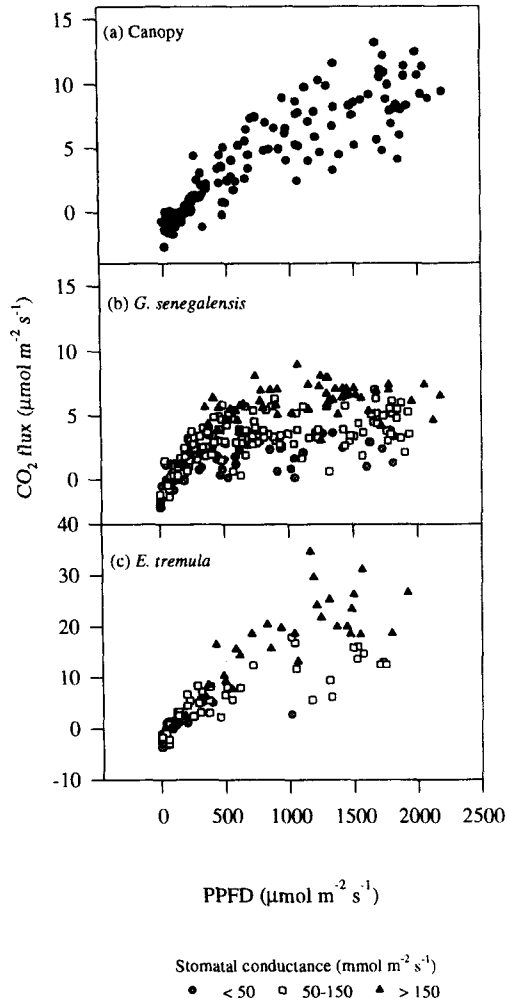 15
(a) Canopy
10
5
0
15
(b) G. senegalensis
10
5
0
40
(c) E. tremula
30
20
10
0
-10
CO2 flux (μmol m-2 s-1)
0 500 1000 1500 2000 2500
PPFD (μmol m-2 s-1)
Stomatal conductance (mmol m-2 s-1)
< 50 50-150 > 150